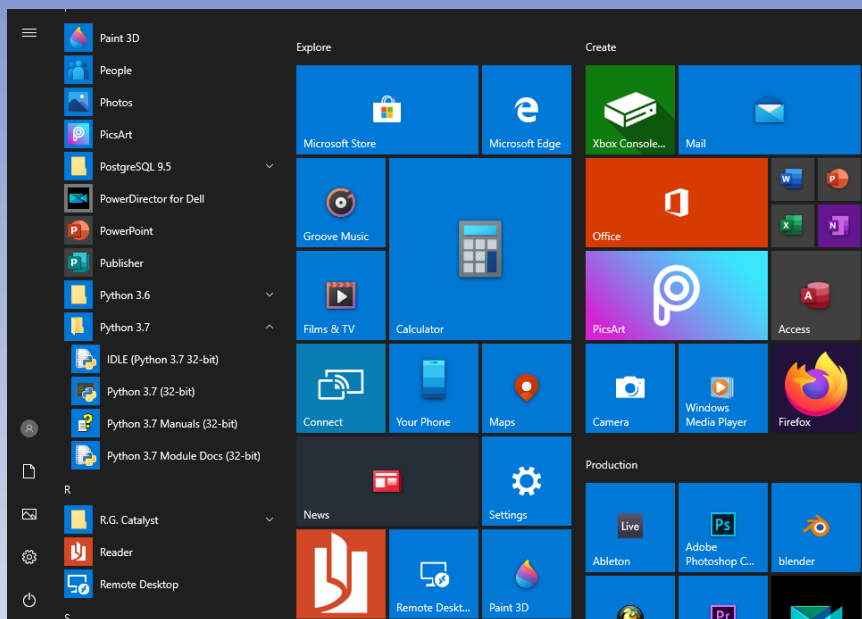 Paint 3D
People
Photos
PicsArt
PostgreSQL 9.5
PowerDirector for Dell
PowerPoint
Publisher
Python 3.6
Python 3.7
IDLE (Python 3.7 32-bit)
Python 3.7 (32-bit)
Python 3.7 Manuals (32-bit)
Python 3.7 Module Docs (32-bit)
R
R.G. Catalyst
Reader
Remote Desktop
Explore
Microsoft Store
Microsoft Edge
Groove Music
Calculator
Films & TV
Connect
Your Phone
Maps
News
Settings
Remote Deskt...
Paint 3D
Create
Xbox Console...
Mail
Office
W
P
X
N
PicsArt
A
Access
Camera
Windows
Media Player
Firefox
Production
Live
Ableton
Ps
Adobe
Photoshop C...
blender
Pr